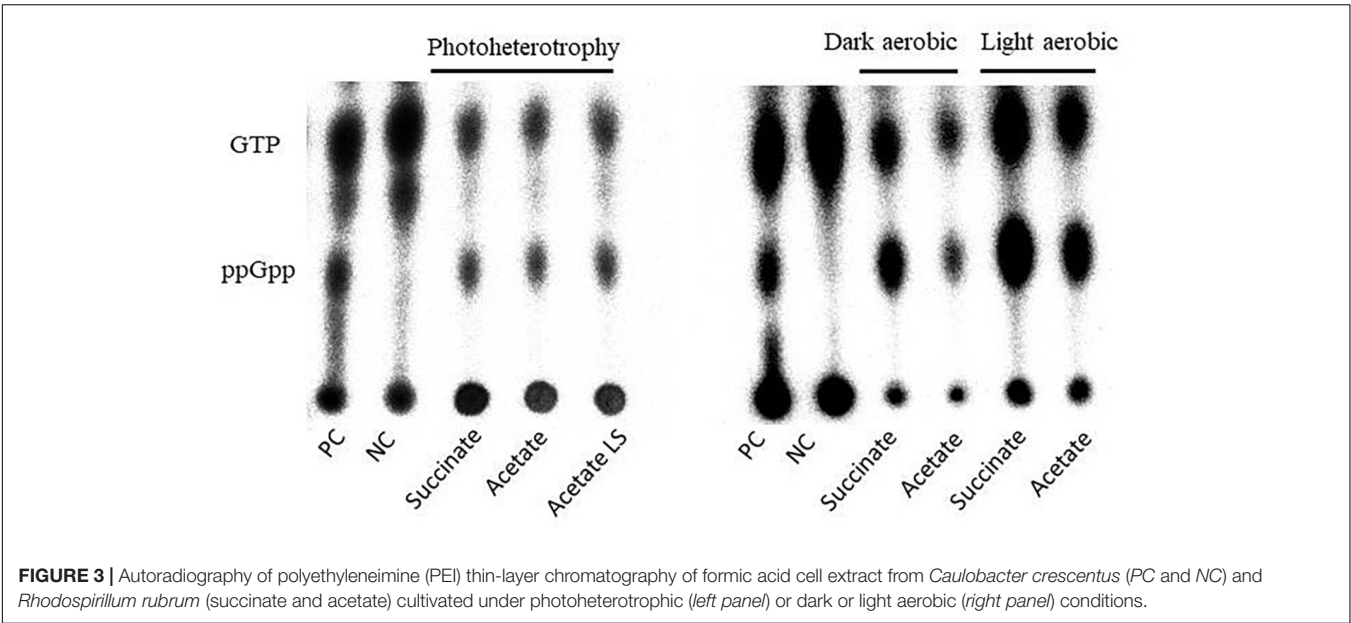 Photoheterotrophy
Dark aerobic Light aerobic
GTP
ppGpp
PC NC Succinate Acetate Acetate LS
PC NC Succinate Acetate Succinate Acetate
FIGURE 3 | Autoradiography of polyethyleneimine (PEI) thin-layer chromatography of formic acid cell extract from Caulobacter crescentus (PC and NC) and
Rhodospirillum rubrum (succinate and acetate) cultivated under photoheterotrophic (left panel) or dark or light aerobic (right panel) conditions.